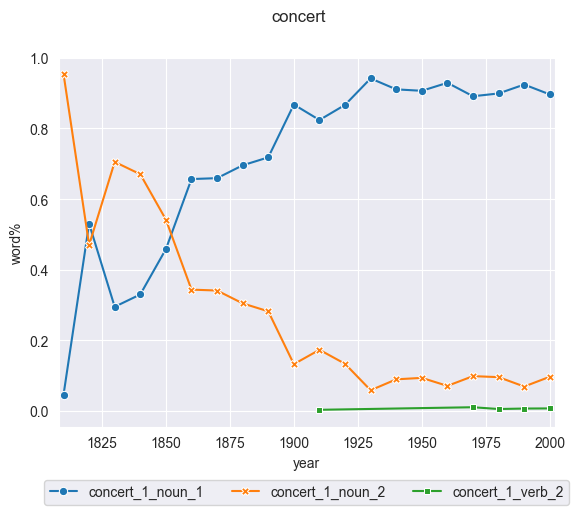 concert
1.0
0.8
0.6
0.4
0.2
0.0
word%
1825 1850 1875 1900 1925 1950 1975 2000
year
concert_1_noun_1 concert_1_noun_2 concert_1_verb_2